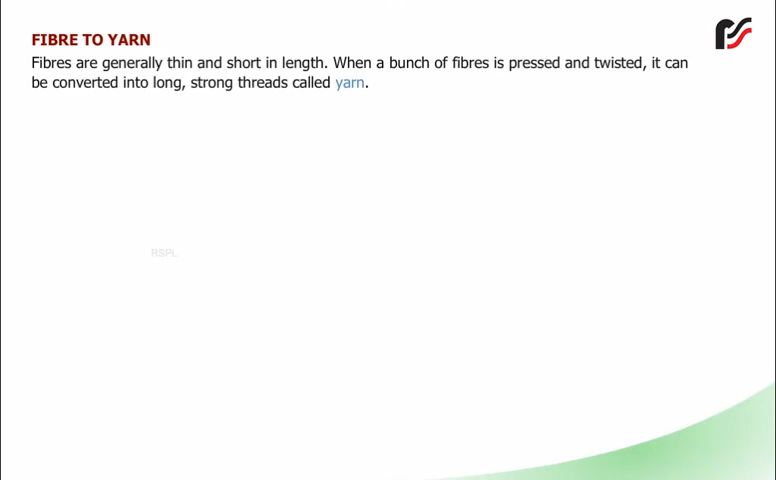 FIBRE TO YARN
Fibres are generally thin and short in length. When a bunch of fibres is pressed and twisted, it can
be converted into long, strong threads called yarn.
RSPL